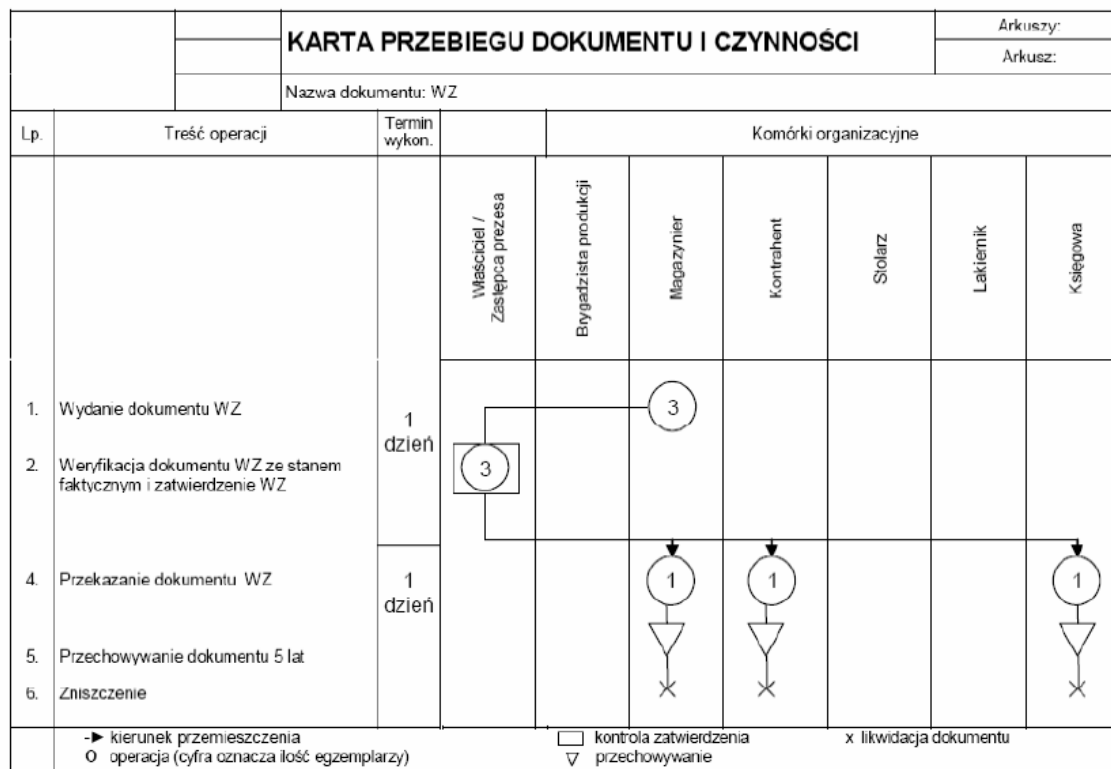 KARTA PRZEBIEGU DOKUMENTU I CZYNNOŚCI
Arkuszy:
Arkusz:
Nazwa dokumentu: WZ
Lp.
Treść operacji
Termin
wykon.
Komórki organizacyjne
Właściciel /
Zastępca prezesa
Brygadzista produkcji
Magazynier
Kontrahent
Stolarz
Lakiernik
Księgowa
1. Wydanie dokumentu WZ
1
dzień
3
2. Weryfikacja dokumentu WZ ze stanem
faktycznym i zatwierdzenie WZ
3
4. Przekazanie dokumentu WZ
1
dzień
1
1
1
5. Przechowywanie dokumentu 5 lat
6. Zniszczenie
kierunek przemieszczenia
O operacja (cyfra oznacza ilość egzemplarzy)
kontrola zatwierdzenia
przechowywanie
x likwidacja dokumentu